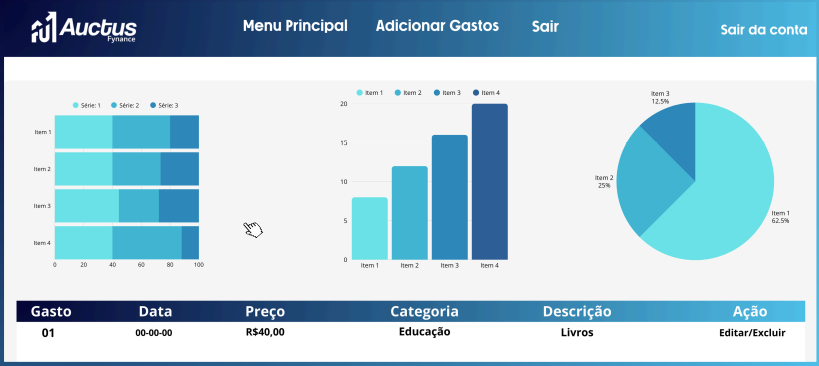 Auctus
Fynance
Menu Principal Adicionar Gastos Sair
Sair da conta
Série: 1 Série: 2 Série: 3
Item 1
Item 2
Item 3
Item 4
0 20 40 60 80 100
Item 1 Item 2 Item 3 Item 4
20
15
10
5
0
Item 1 Item 2 Item 3 Item 4
Item 3
12.5%
Item 2
25%
Item 1
62.5%
Gasto Data Preço Categoria Descrição Ação
01 00-00-00 R$40,00 Educação Livros Editar/Excluir